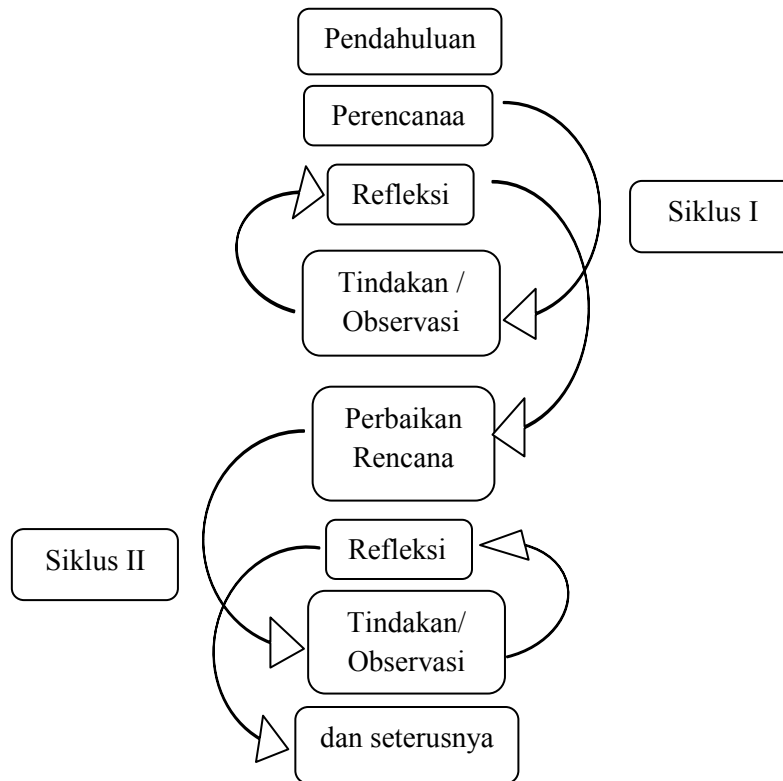 Pendahuluan
Perencanaa
Refleksi
Siklus I
Tindakan /
Observasi
Perbaikan
Rencana
Siklus II
Refleksi
Tindakan/
Observasi
dan seterusnya